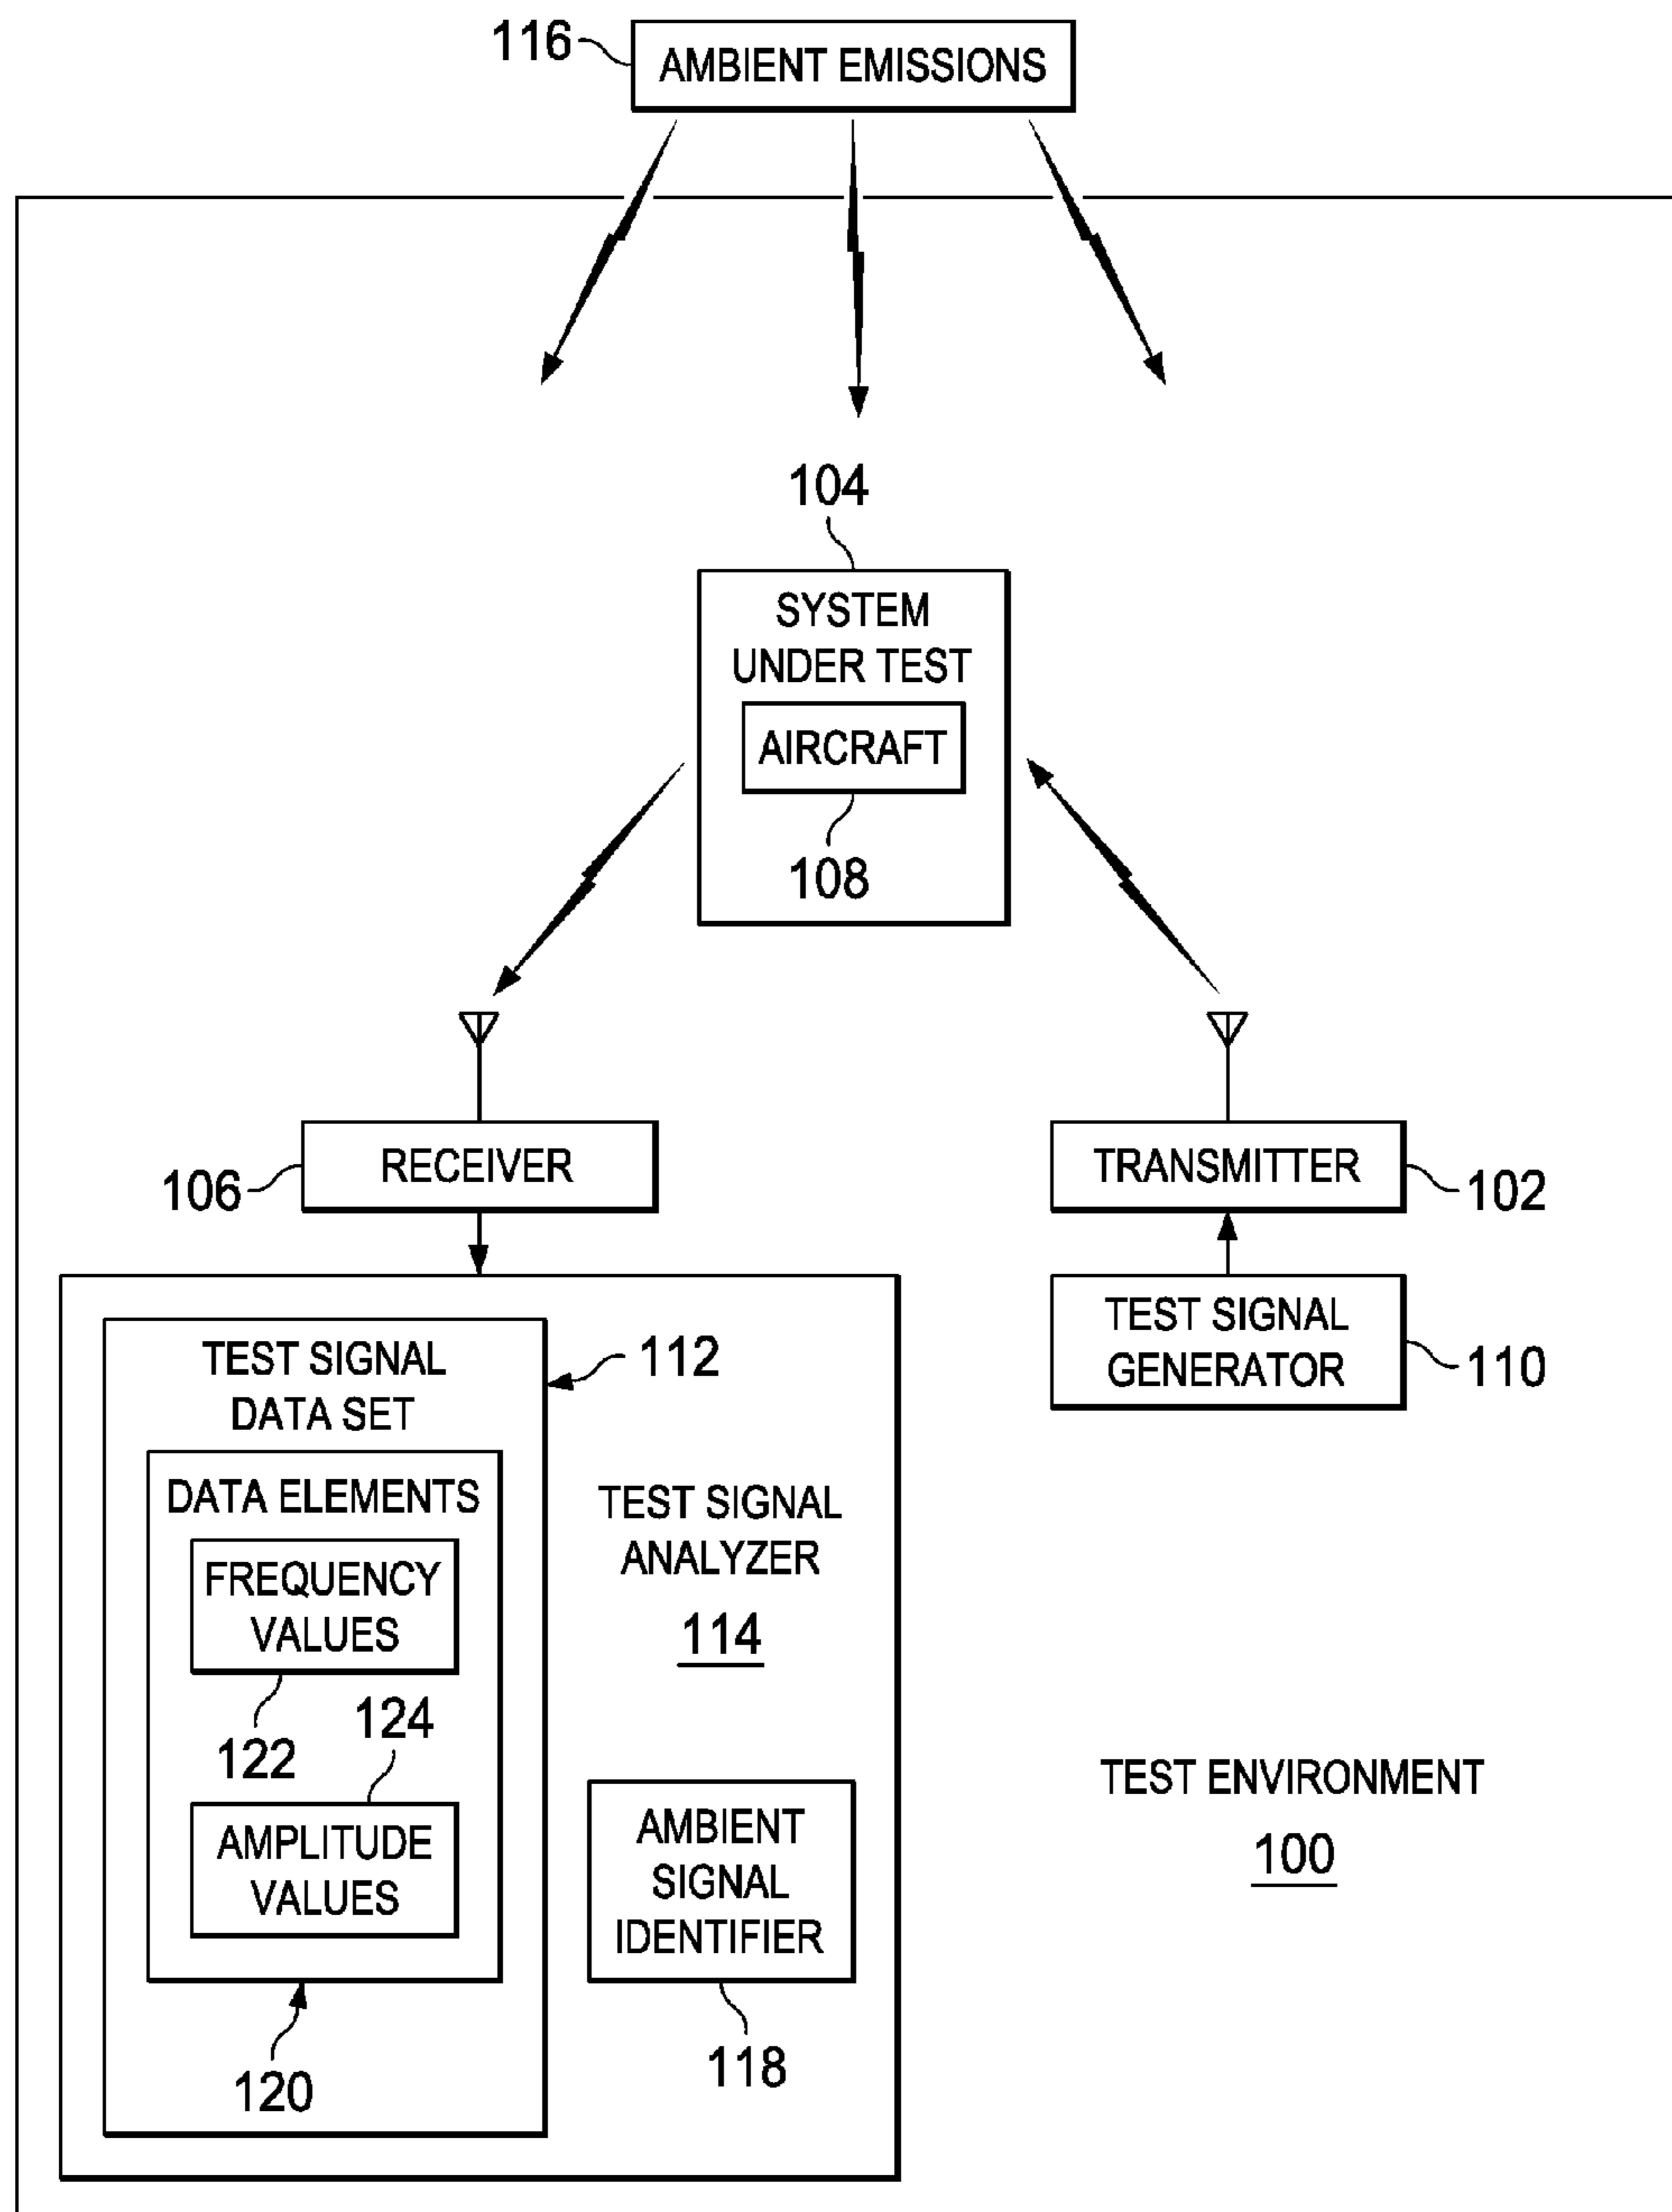 116
AMBIENT EMISSIONS
104
SYSTEM
UNDER TEST
AIRCRAFT
108
RECEIVER
106
TRANSMITTER
102
TEST SIGNAL
GENERATOR
110
TEST SIGNAL
DATA SET
112
DATA ELEMENTS
FREQUENCY
VALUES
122
124
AMPLITUDE
VALUES
120
TEST SIGNAL
ANALYZER
114
AMBIENT
SIGNAL
IDENTIFIER
118
TEST ENVIRONMENT
100